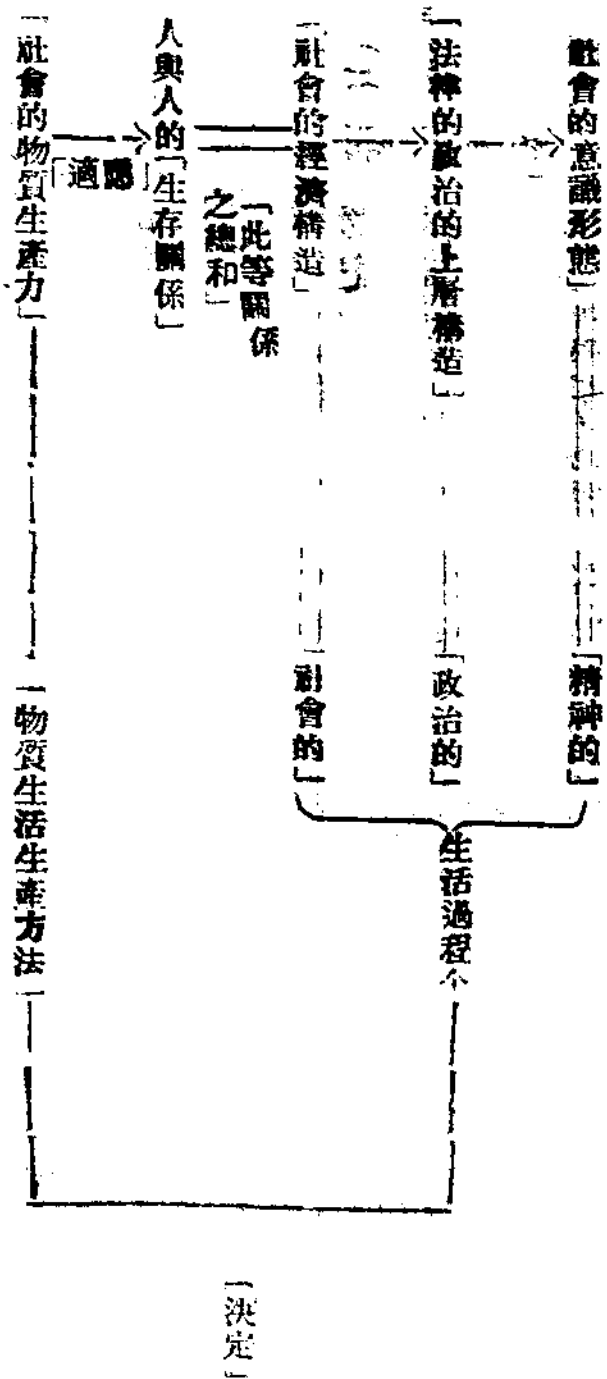 「社會的意識形態」
「精神的」
「法律的政治的上層構造」
「政治的」
生活過程
「社會的經濟構造」
「社會的」
「此等關係
之總和」
「決定」
人與人的「生存關係」
「適應」
「社會的物質生產力」
「物質生活生產方法」